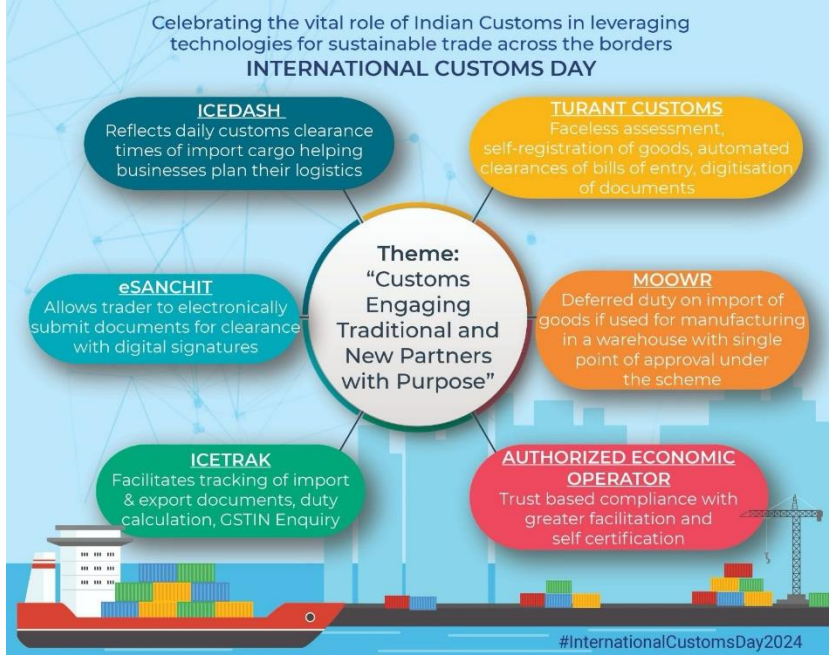 Celebrating the vital role of Indian Customs in leveraging
technologies for sustainable trade across the borders
INTERNATIONAL CUSTOMS DAY
ICEDASH
Reflects daily customs clearance
times of import cargo helping
businesses plan their logistics
TURANT CUSTOMS
Faceless assessment,
self-registration of goods, automated
clearances of bills of entry, digitisation
of documents
Theme:
“Customs
Engaging
Traditional and
New Partners
with Purpose”
eSANCHIT
Allows trader to electronically
submit documents for clearance
with digital signatures
MOOWR
Deferred duty on import of
goods if used for manufacturing
in a warehouse with single
point of approval under
the scheme
ICETRAK
Facilitates tracking of import
& export documents, duty
calculation, GSTIN Enquiry
AUTHORIZED ECONOMIC
OPERATOR
Trust based compliance with
greater facilitation and
self certification
#InternationalCustomsDay2024